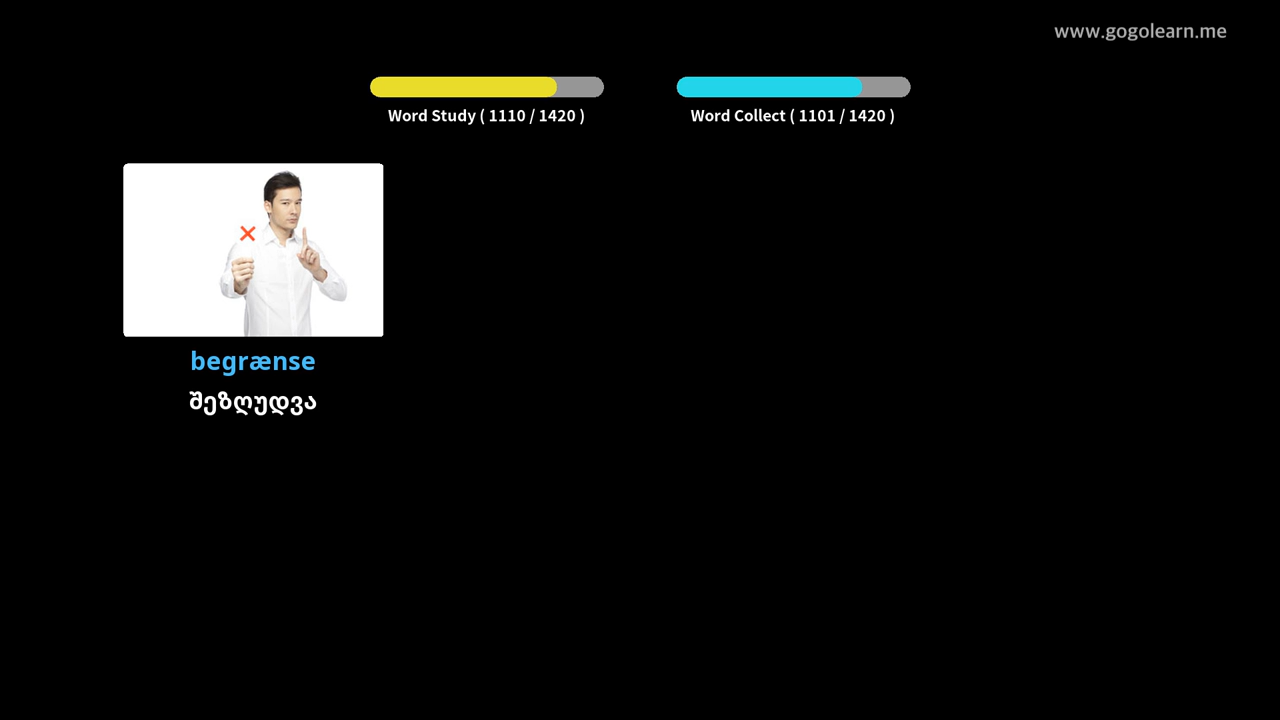 www.gogolearn.me
Word Study ( 1110 / 1420 )
Word Collect ( 1101 / 1420 )
begrænse
შეზღუდვა